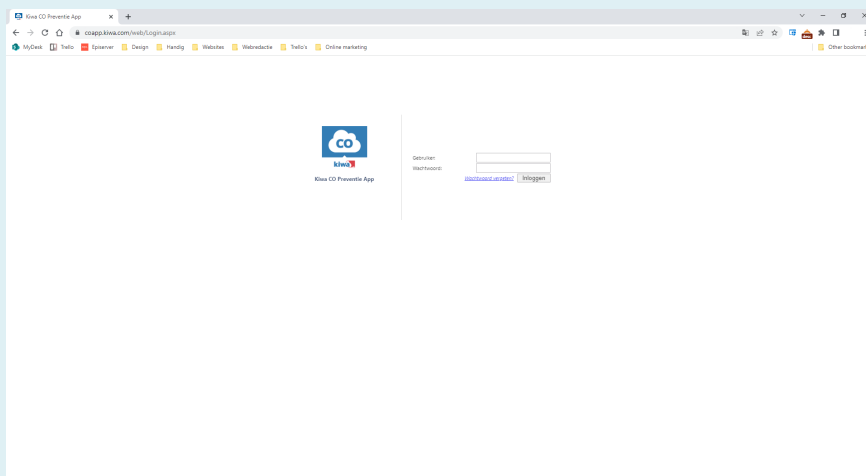 Kiwa CO Preventie App
coapp.kiwa.com/web/Login.aspx
MyDesk Trello Episerver Design Handig Websites Webredactie Trello's Online marketing Other bookmar
CO
kiwa
Kiwa CO Preventie App
Gebruiker:
Wachtwoord:
Wachtwoord vergeten? Inloggen